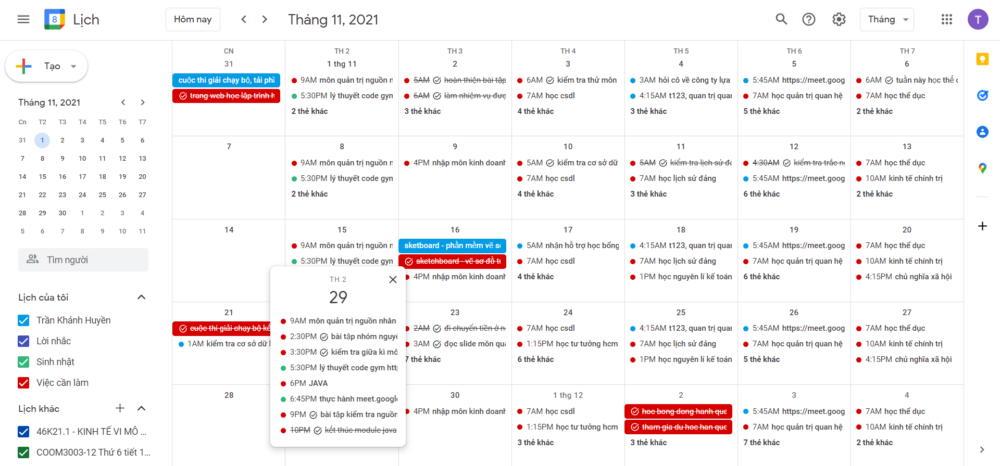 8 Lịch
Hôm nay
Tháng 11, 2021
Tháng
T
Tạo
Tháng 11, 2021
Cn T2 T3 T4 T5 T6 T7
31 1 2 3 4 5 6
7 8 9 10 11 12 13
14 15 16 17 18 19 20
21 22 23 24 25 26 27
28 29 30 1 2 3 4
5 6 7 8 9 10 11
Tìm người
Lịch của tôi
Trần Khánh Huyền
Lời nhắc
Sinh nhật
Việc cần làm
Lịch khác
46K21.1 - KINH TẾ VI MÔ ...
COOM3003-12 Thứ 6 tiết 1...
CN
31
cuộc thi giải chạy bộ, tải phì
trang web học lập trình h
TH 2
1 thg 11
9AM môn quản trị nguồn n
5:30PM lý thuyết code gym
2 thẻ khác
TH 3
2
5AM hoàn thiện bài tập
6AM làm nhiệm vụ đượ
3 thẻ khác
TH 4
3
6AM kiểm tra thử môn
7AM học csdl
4 thẻ khác
TH 5
4
3AM hỏi cô về công ty lựa
4:15AM t123, quan trị quan
3 thẻ khác
TH 6
5
5:45AM https://meet.goog
7AM học quản trị quan hệ
5 thẻ khác
TH 7
6
6AM tuần này học thể d
7AM học thể dục
2 thẻ khác
7
8
9AM môn quản trị nguồn n
5:30PM lý thuyết code gym
2 thẻ khác
9
4PM nhập môn kinh doanh
10
5AM kiểm tra cơ sở dữ
7AM học csdl
4 thẻ khác
11
5AM kiểm tra lịch sử đả
7AM học lịch sử đảng
3 thẻ khác
12
4:30AM kiểm tra trắc n
5:45AM https://meet.goog
6 thẻ khác
13
7AM học thể dục
10AM kinh tế chính trị
2 thẻ khác
14
15
9AM môn quản trị nguồn n
5:30PM lý thuyết code gym
16
sketboard - phần mềm vẽ sơ
sketchboard - vẽ sơ đồ tư
4PM nhập môn kinh doanh
17
5AM nhận hỗ trợ học bổng
7AM học csdl
4 thẻ khác
18
4:15AM t123, quan trị quan
7AM học lịch sử đảng
1PM học nguyên lí kế toán
19
5:45AM https://meet.goog
7AM học quản trị quan hệ
6 thẻ khác
20
7AM học thể dục
10AM kinh tế chính trị
4:15PM chủ nghĩa xã hội
21
cuộc thi giải chạy bộ kế
1AM kiểm tra cơ sở dữ l
23
2AM đi chuyển tiền ở n
3AM đọc slide môn quả
7 thẻ khác
24
7AM học csdl
1:15PM học tư tưởng hcm
6 thẻ khác
25
4:15AM t123, quan trị quan
7AM học lịch sử đảng
1PM học nguyên lí kế toán
26
5:45AM https://meet.goog
7AM học quản trị quan hệ
5 thẻ khác
27
7AM học thể dục
10AM kinh tế chính trị
4:15PM chủ nghĩa xã hội
28
TH 2
29
9AM môn quản trị nguồn nhân
2:30PM bài tập nhóm nguyê
3:30PM kiểm tra giữa kì mô
5:30PM lý thuyết code gym http
6PM JAVA
6:45PM thực hành meet.google
9PM bài tập kiểm tra nguồn
10PM kết thúc module java
30
4PM nhập môn kinh doanh
1 thg 12
7AM học csdl
1:15PM học tư tưởng hcm
3 thẻ khác
2
hoc bong dong hanh qua
tham gia du hoc han quo
3 thẻ khác
3
5:45AM https://meet.goog
7AM học quản trị quan hệ
7 thẻ khác
4
7AM học thể dục
10AM kinh tế chính trị
2 thẻ khác